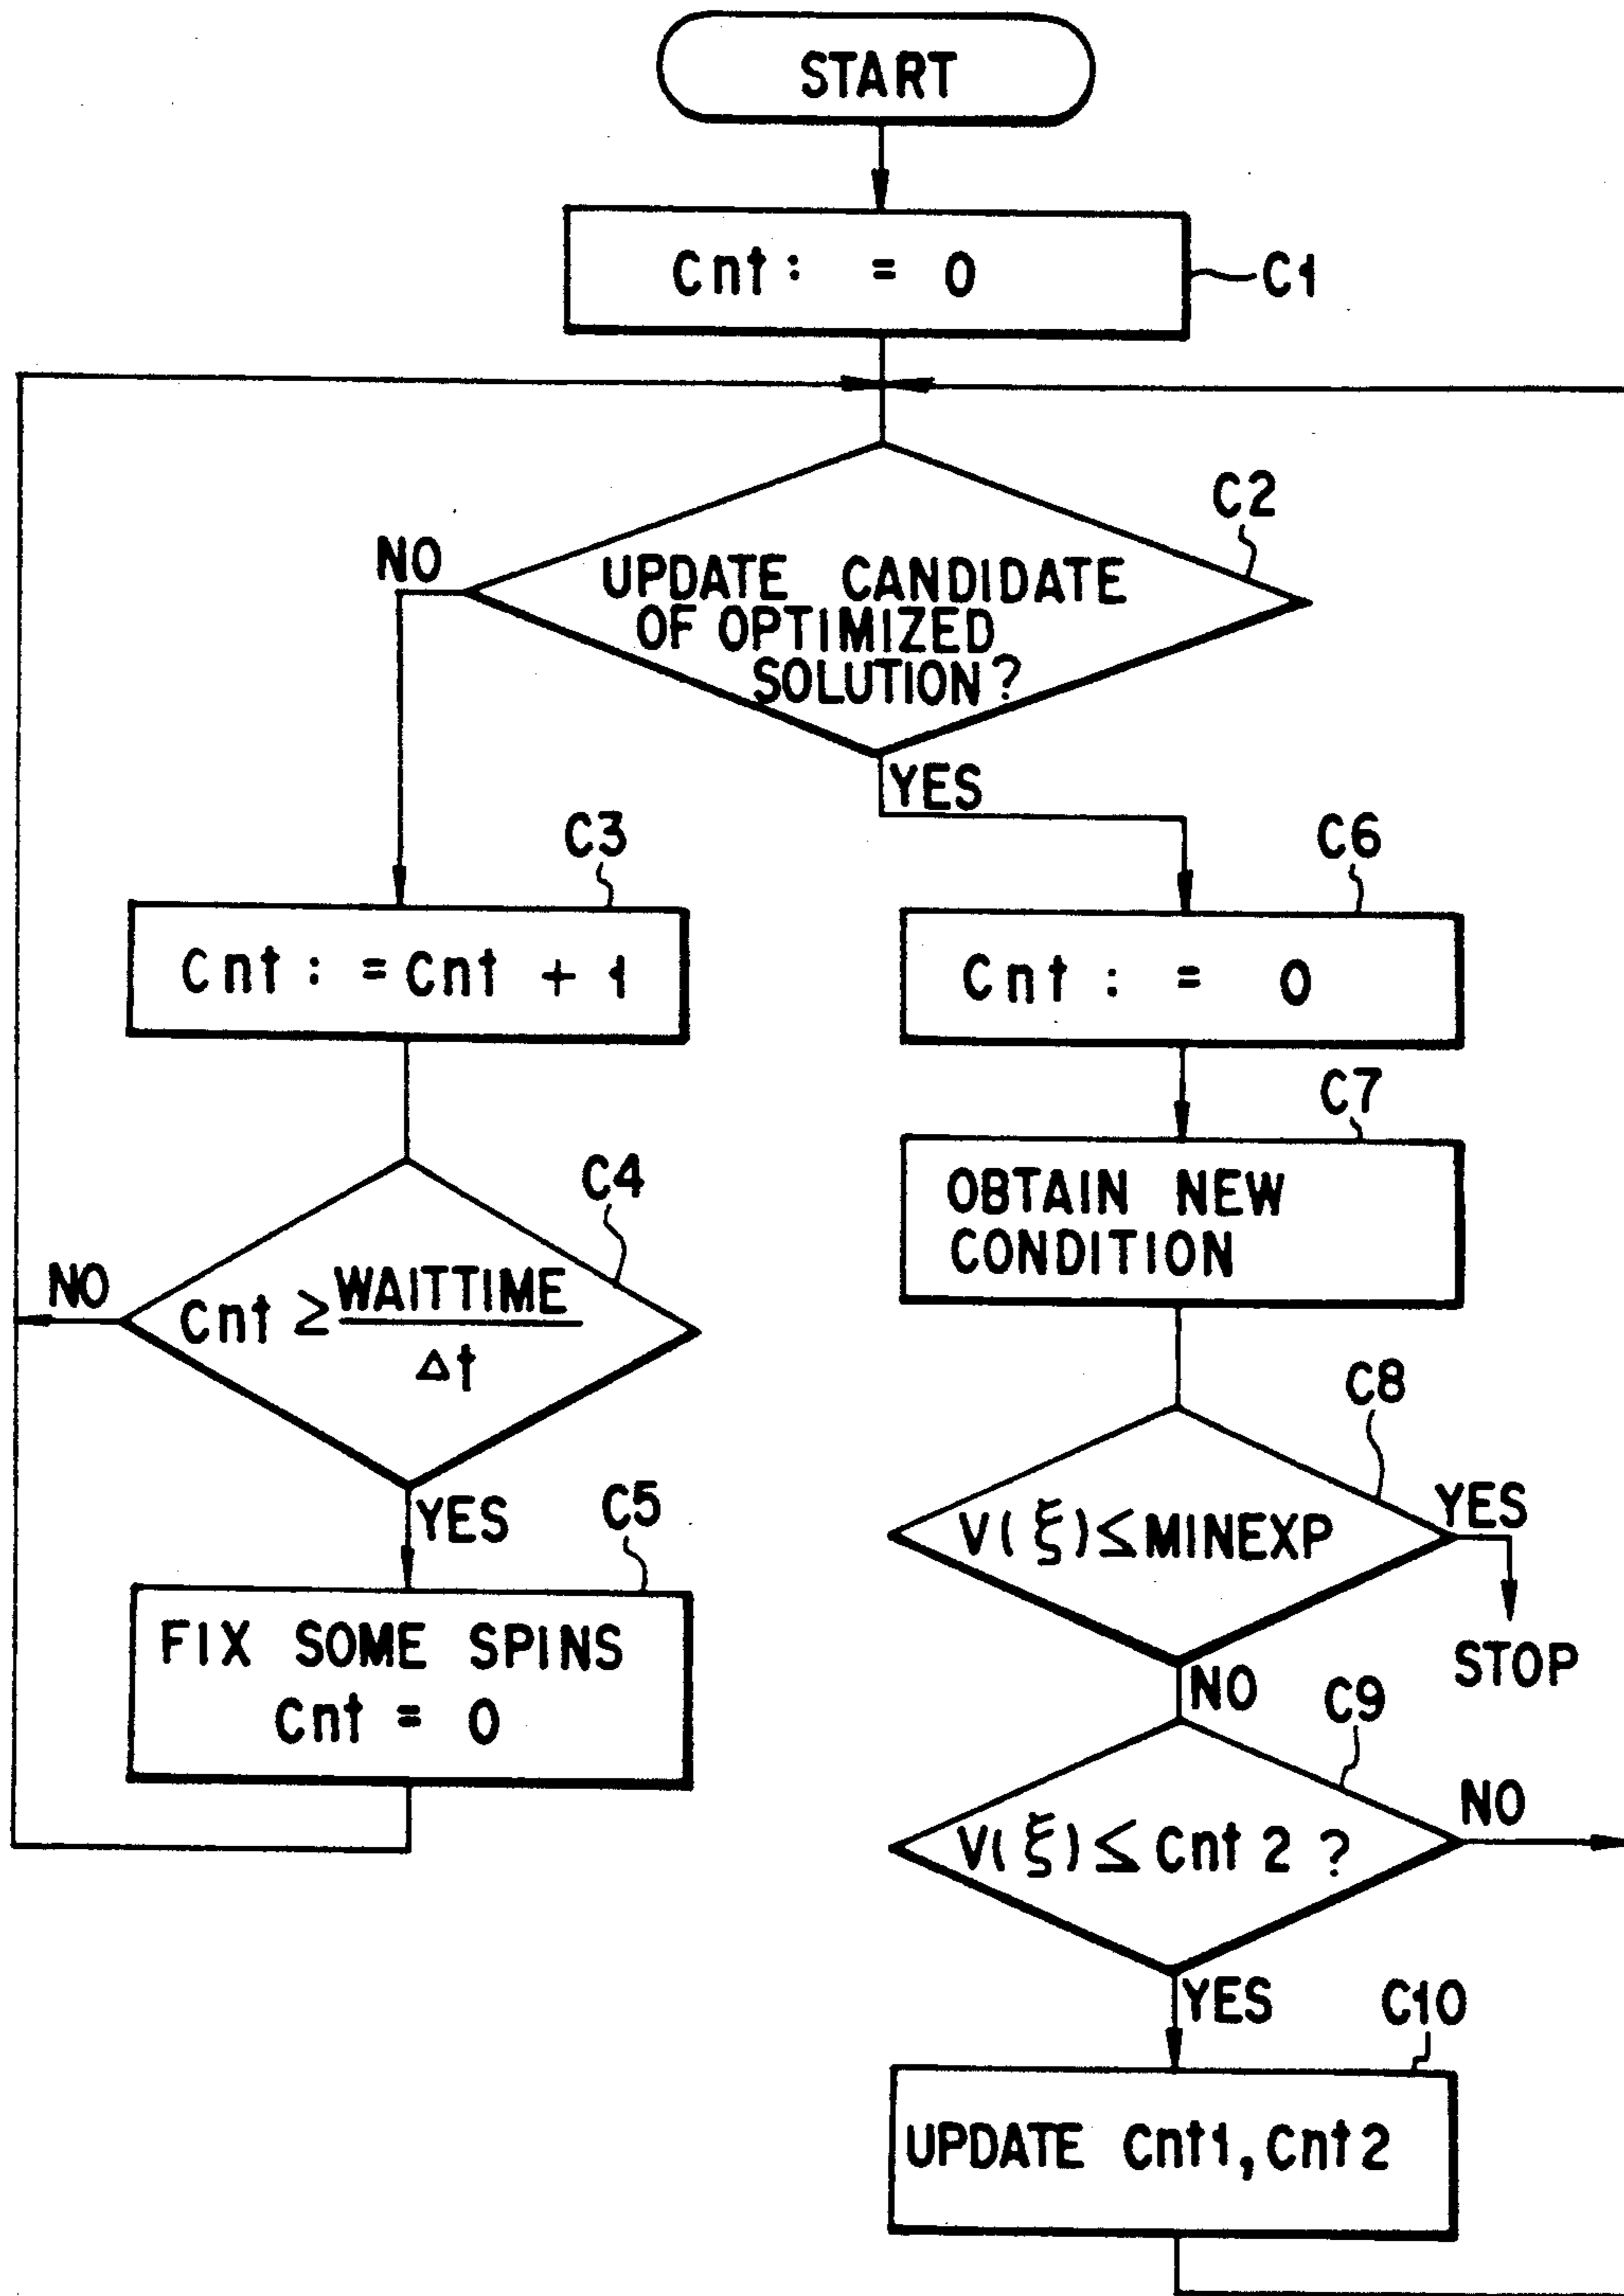 START
Cnt : = 0
C1
C2
NO
UPDATE CANDIDATE
OF OPTIMIZED
SOLUTION?
YES
C3
Cnt : = Cnt + 1
C6
Cnt : = 0
C7
OBTAIN NEW
CONDITION
C4
NO
Cnt ≥ WAITTIME
Δt
YES
C8
V(ξ) ≤ MINEXP
YES
STOP
NO
C5
FIX SOME SPINS
Cnt = 0
C9
V(ξ) ≤ Cnt 2 ?
NO
YES
C10
UPDATE Cnt1, Cnt2